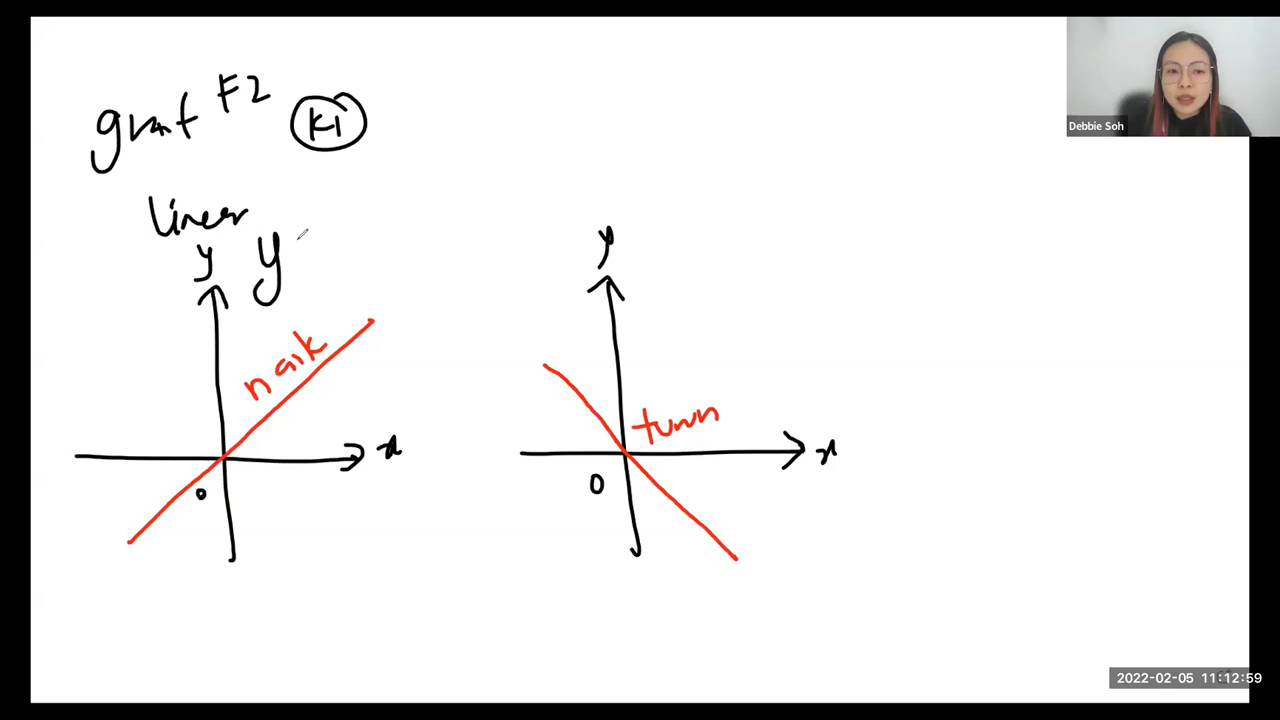 graf F2 K1
Debbie Soh
linear
y y
y
naik
turun
x
x
0
0
2022-02-05 11:12:59